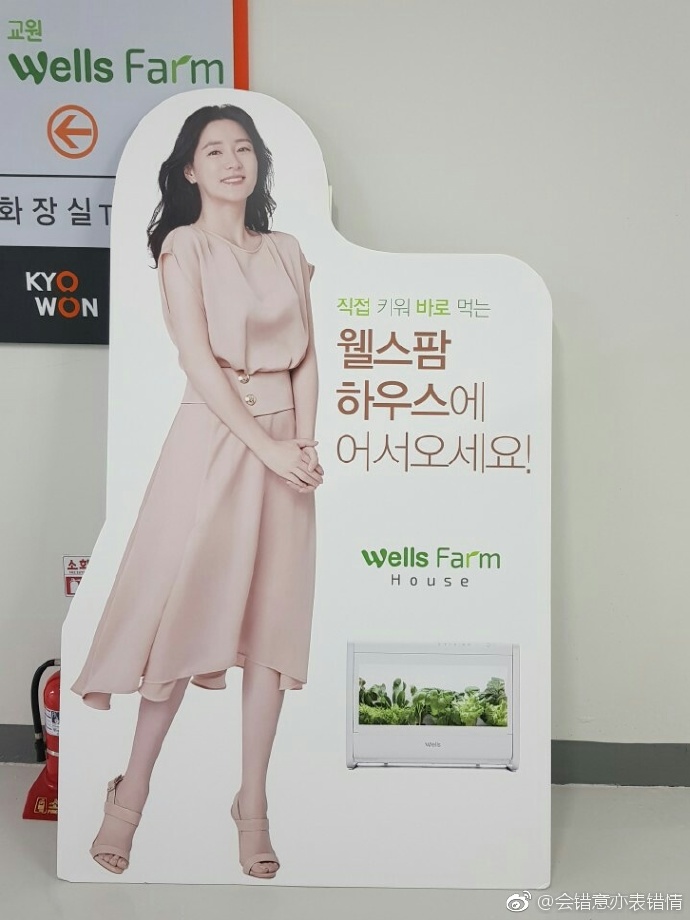 교원
Wells Farm
화장실
KYO
WON
직접 키워 바로 먹는
웰스팜
하우스에
어서오세요!
Wells Farm
House
Wells
@会错意亦表错情